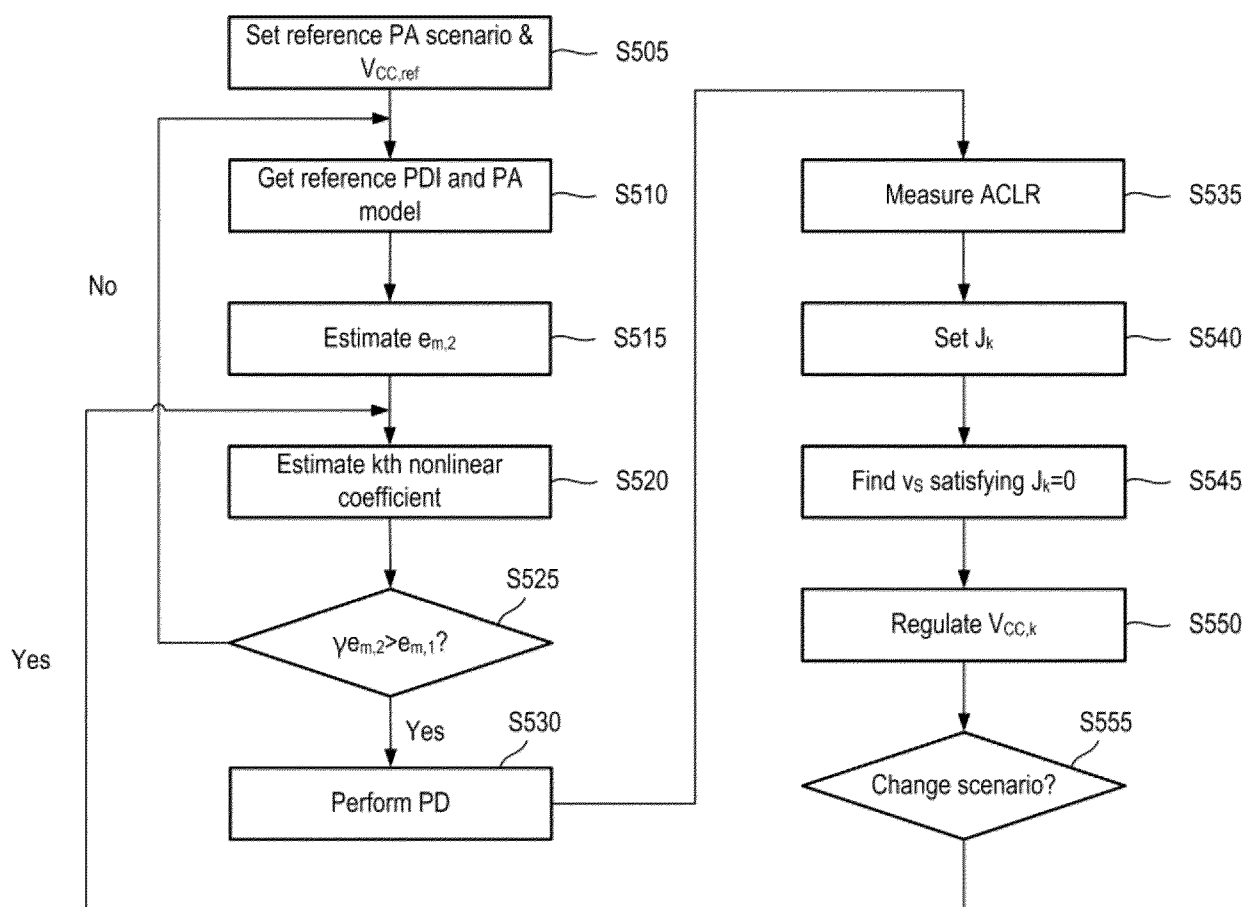 Set reference PA scenario &
V_CC,ref
S505
Get reference PDI and PA
model
S510
No
Estimate e_m,2
S515
Estimate kth nonlinear
coefficient
S520
S525
γe_m,2>e_m,1?
Yes
Yes
S530
Perform PD
Measure ACLR
S535
Set J_k
S540
Find v_S satisfying J_k=0
S545
Regulate V_CC,k
S550
S555
Change scenario?